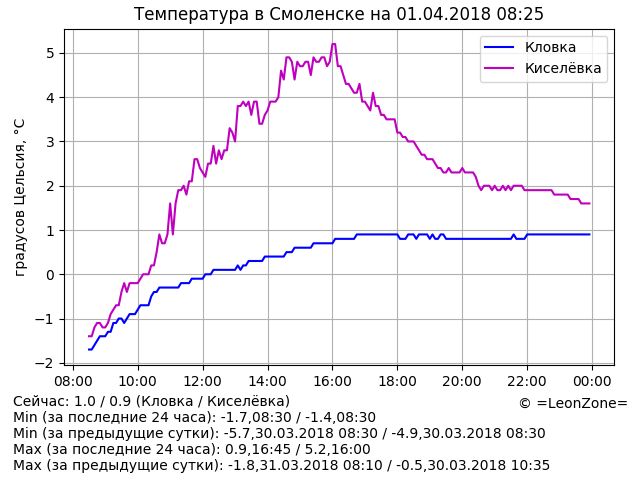 Температура в Смоленске на 01.04.2018 08:25
градусов Цельсия, °C
5
4
3
2
1
0
−1
−2
Кловка
Киселёвка
08:00 10:00 12:00 14:00 16:00 18:00 20:00 22:00 00:00
Сейчас: 1.0 / 0.9 (Кловка / Киселёвка)
© =LeonZone=
Min (за последние 24 часа): -1.7,08:30 / -1.4,08:30
Min (за предыдущие сутки): -5.7,30.03.2018 08:30 / -4.9,30.03.2018 08:30
Max (за последние 24 часа): 0.9,16:45 / 5.2,16:00
Max (за предыдущие сутки): -1.8,31.03.2018 08:10 / -0.5,30.03.2018 10:35